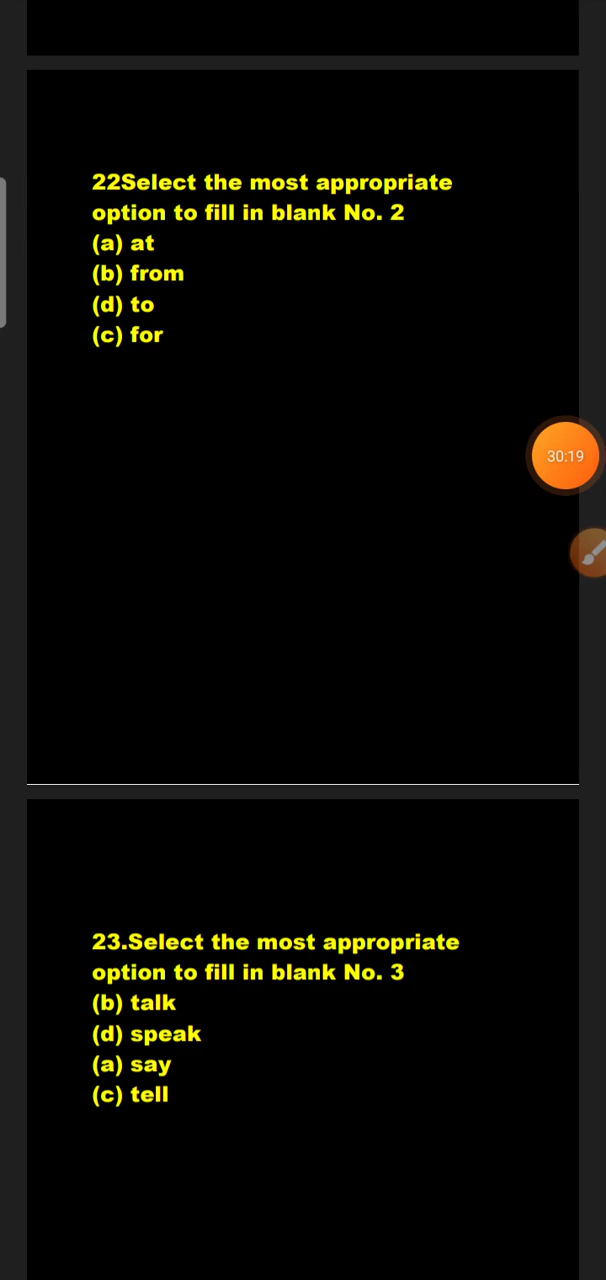 22Select the most appropriate
option to fill in blank No. 2
(a) at
(b) from
(d) to
(c) for
30:19
23.Select the most appropriate
option to fill in blank No. 3
(b) talk
(d) speak
(a) say
(c) tell